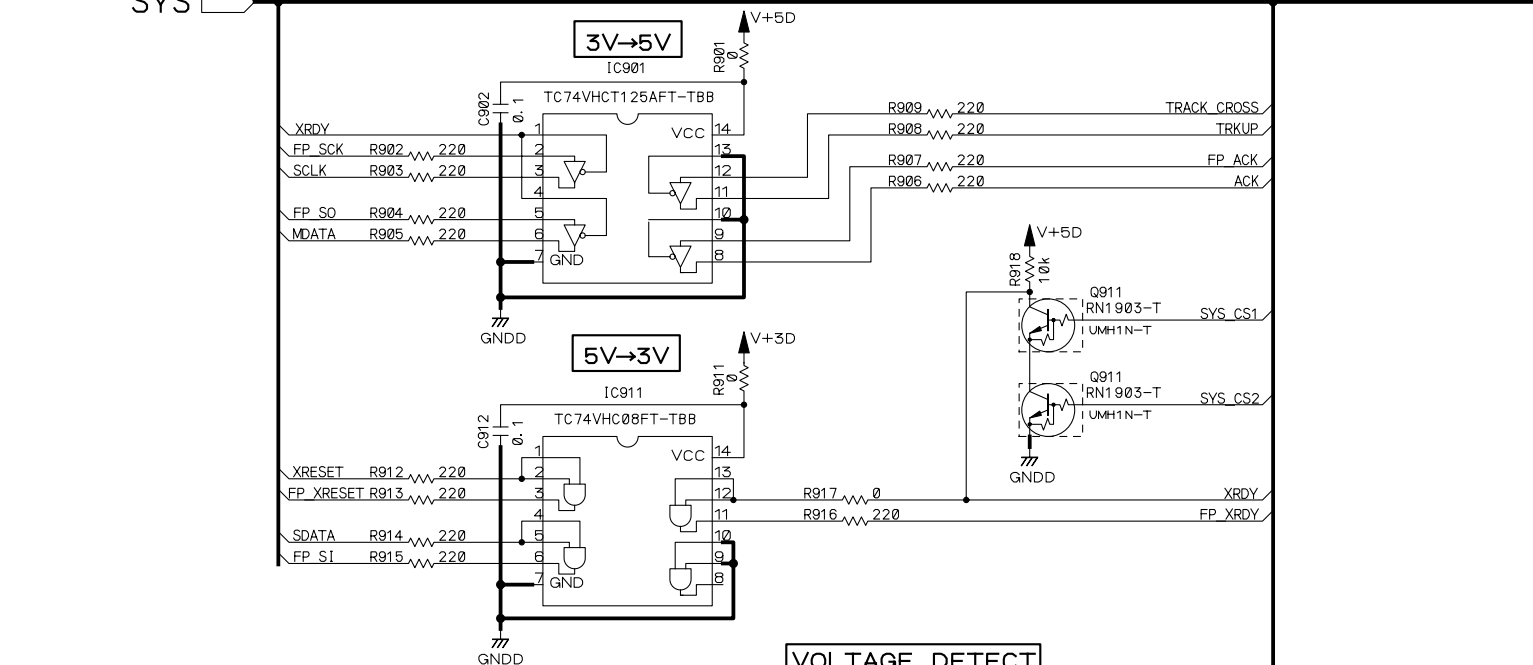 SYS
3V→5V
V+5D
R901
0
IC901
C902
0.1
TC74VHCT125AFT-TBB
XRDY
FP_SCK R902 220
SCLK R903 220
FP_SO R904 220
MDATA R905 220
1
2
3
4
5
6
7
GND
VCC
14
13
12
11
10
9
8
R909 220 TRACK_CROSS
R908 220 TRKUP
R907 220 FP_ACK
R906 220 ACK
GNDD
V+5D
R918
10k
Q911
RN1903-T
UMH1N-T
SYS_CS1
Q911
RN1903-T
UMH1N-T
SYS_CS2
GNDD
5V→3V
V+3D
R911
0
IC911
C912
0.1
TC74VHC08FT-TBB
XRESET R912 220
FP_XRESET R913 220
SDATA R914 220
FP_SI R915 220
1
2
3
4
5
6
7
GND
VCC
14
13
12
11
10
9
8
R917 0 XRDY
R916 220 FP_XRDY
GNDD
VOLTAGE DETECT